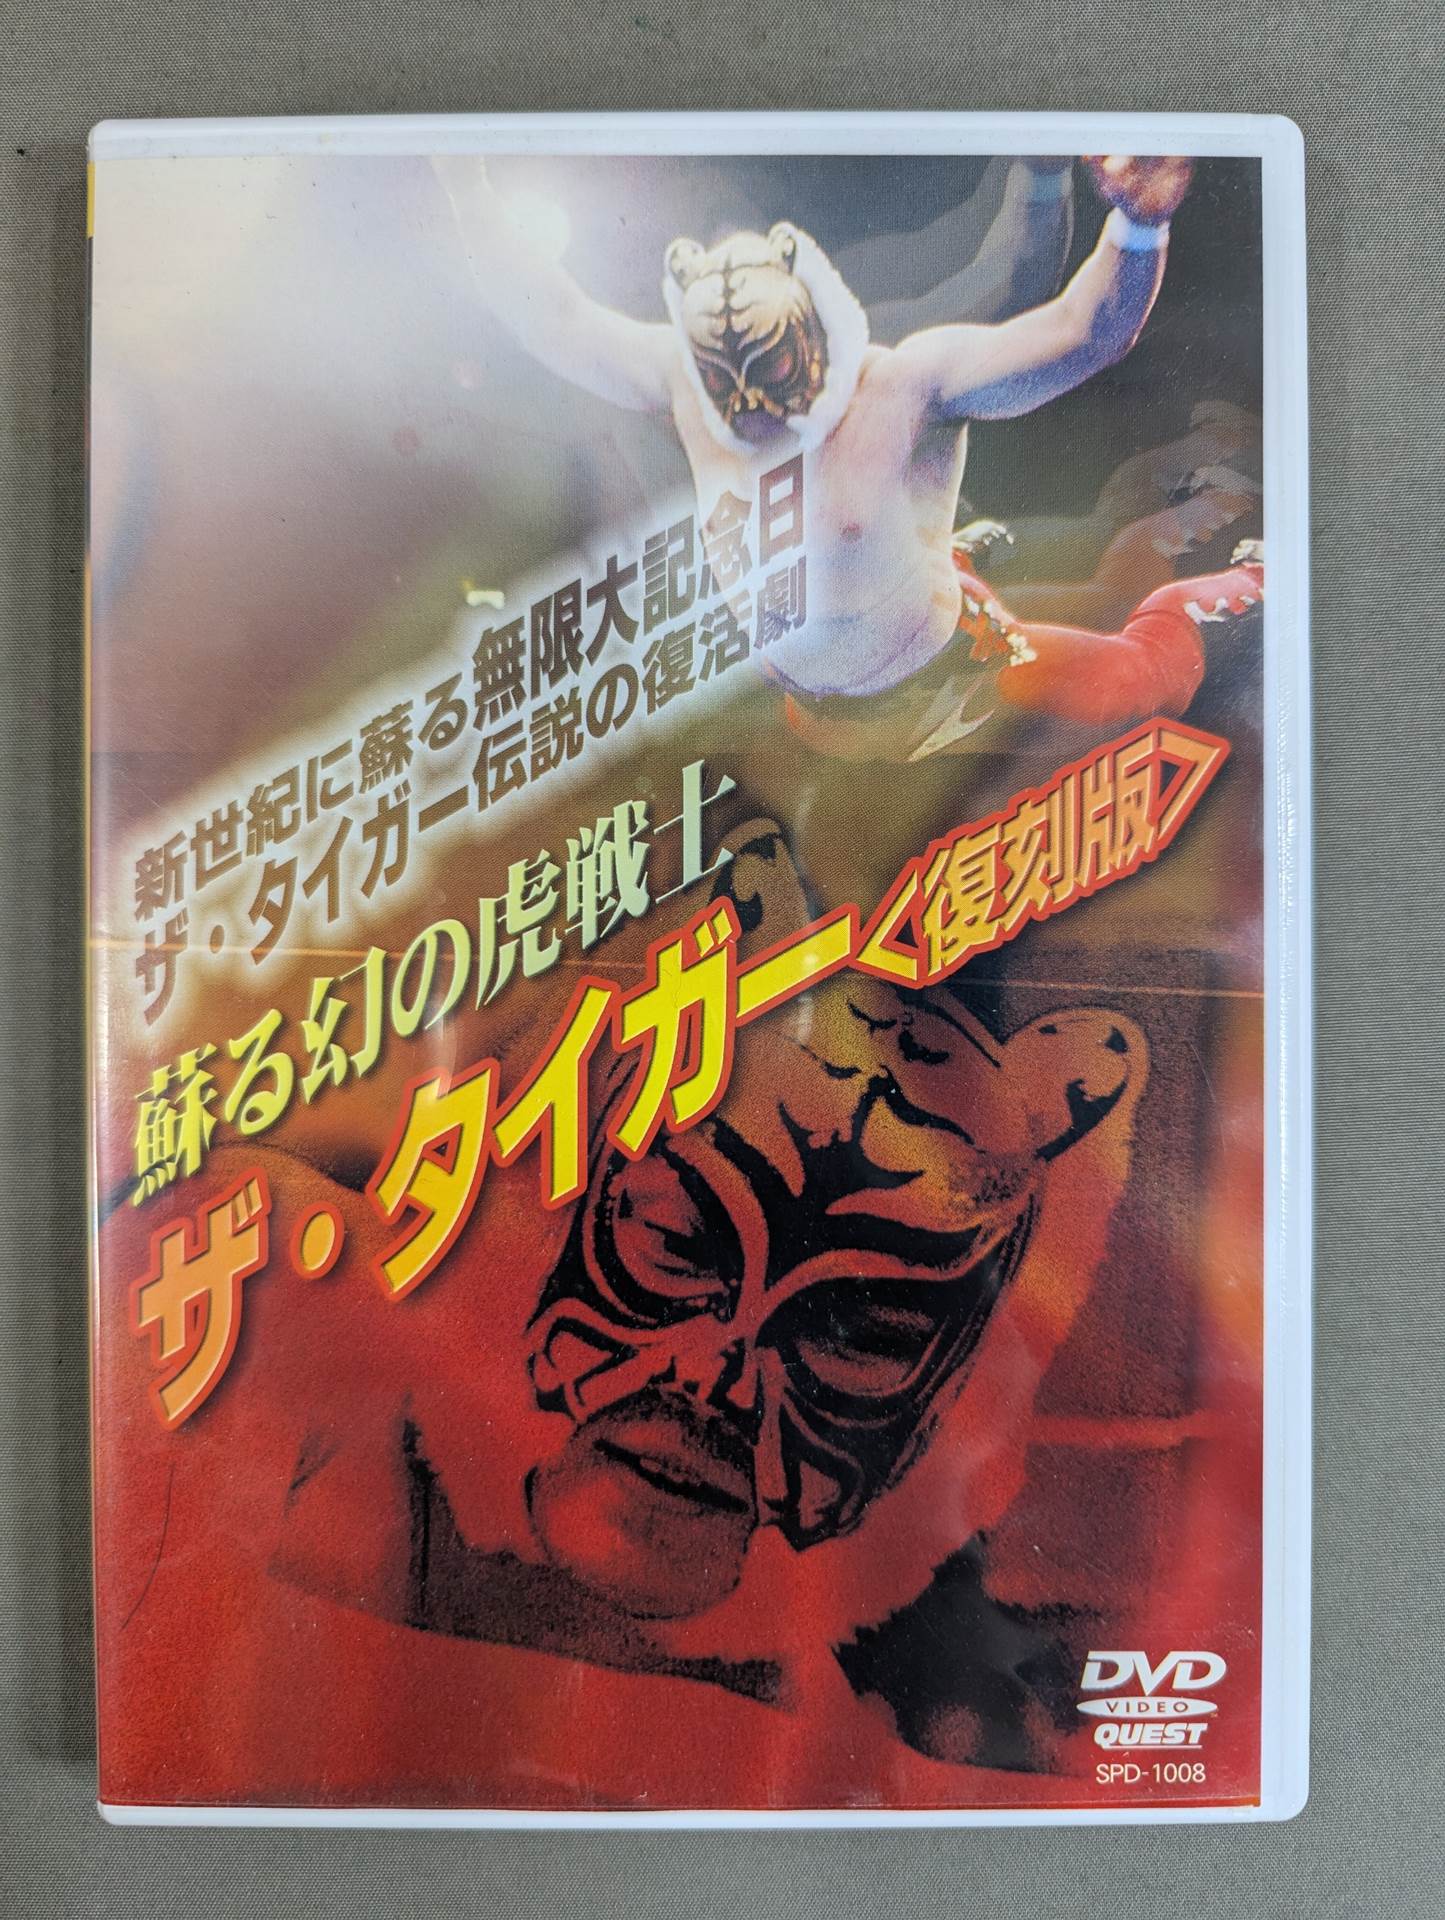 新世紀に蘇る無限大記念日
ザ・タイガー伝説の復活劇
蘇る幻の虎戦士
ザ・タイガー<復刻版>
DVD
VIDEO
QUEST
SPD-1008